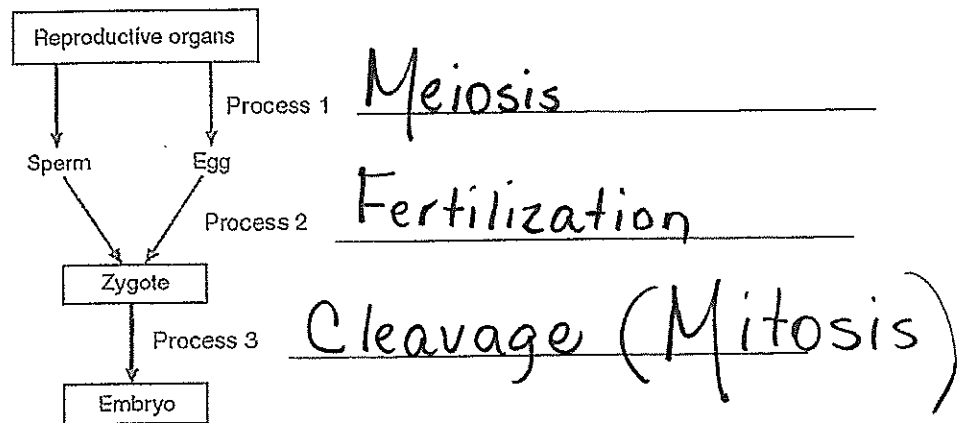 Reproductive organs
Process 1 Meiosis
Sperm Egg
Process 2 Fertilization
Zygote
Process 3 Cleavage (Mitosis)
Embryo